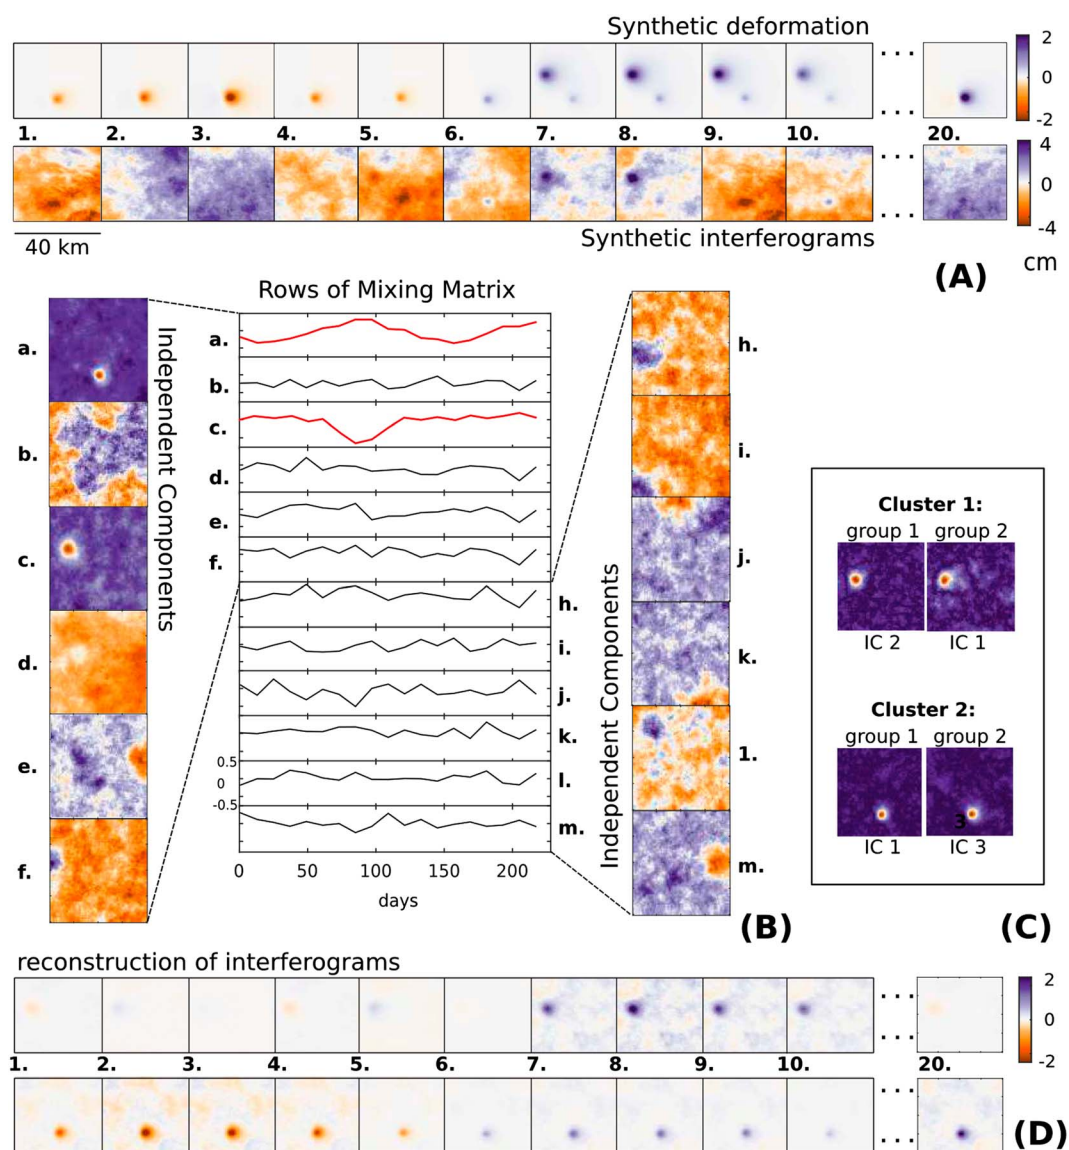 Synthetic deformation
. . .
2
0
-2
. . .
1. 2. 3. 4. 5. 6. 7. 8. 9. 10. 20.
. . .
4
0
-4
. . .
40 km
Synthetic interferograms
cm
(A)
Rows of Mixing Matrix
Independent Components
a.
b.
c.
d.
e.
f.
a.
b.
c.
d.
e.
f.
h.
i.
j.
k.
l.
m.
0.5
0
-0.5
0 50 100 150 200
days
Independent Components
h.
i.
j.
k.
1.
m.
(B)
Cluster 1:
group 1 group 2
IC 2 IC 1
Cluster 2:
group 1 group 2
3
IC 1 IC 3
(C)
reconstruction of interferograms
. . .
2
0
-2
. . .
1. 2. 3. 4. 5. 6. 7. 8. 9. 10. 20.
. . .
. . .
(D)